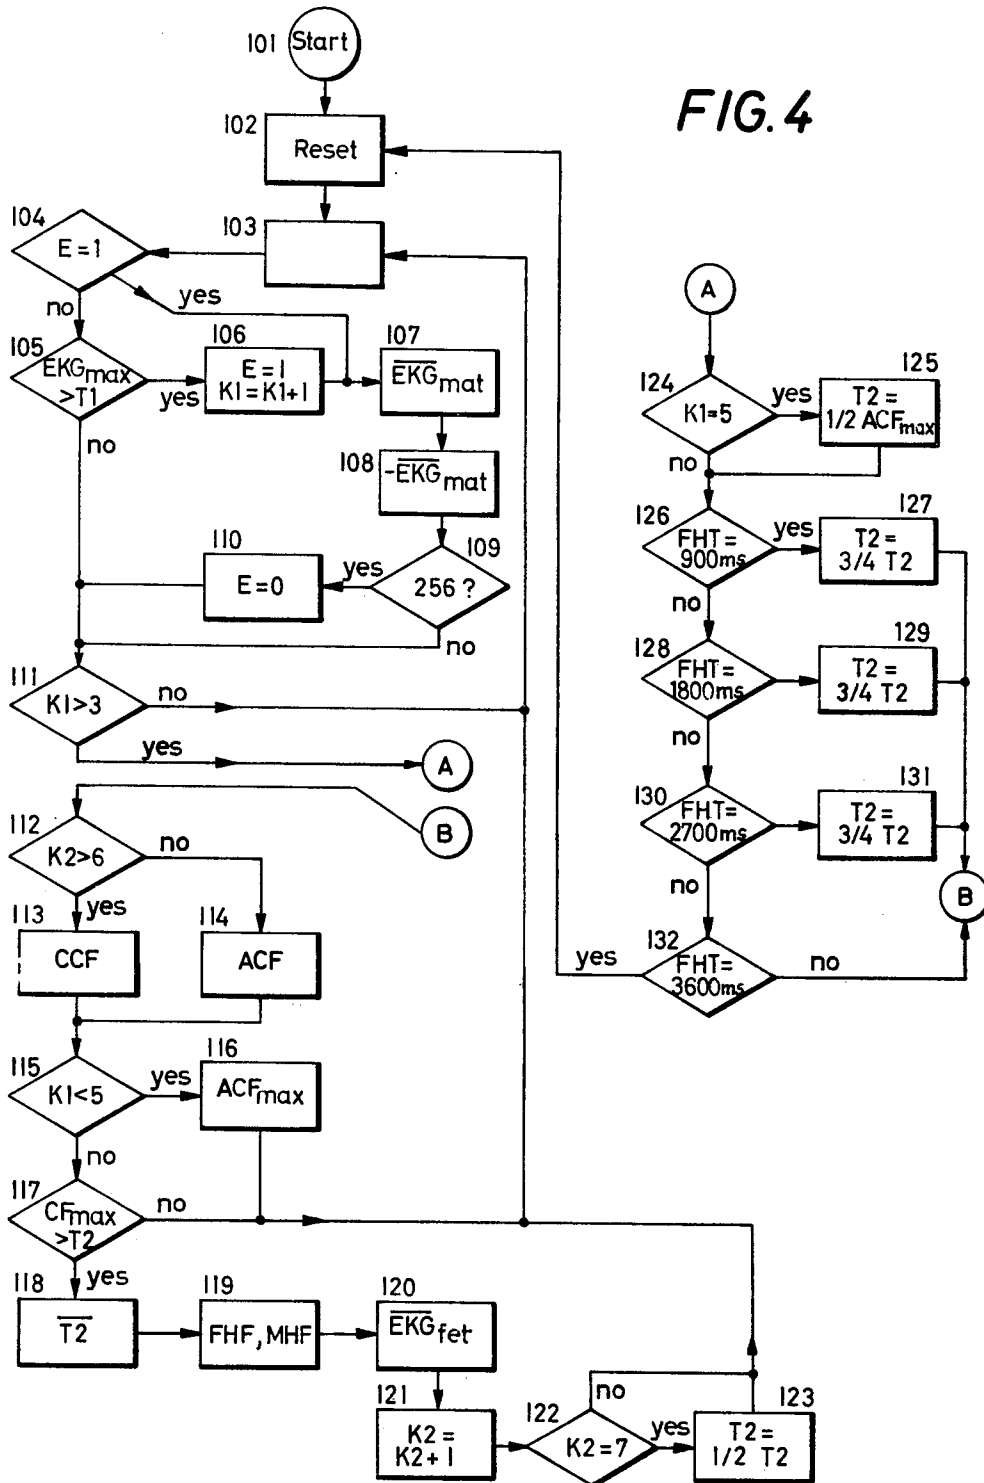 FIG. 4
101 Start
102
Reset
103
104
E = 1
yes
no
105
EKGmax
>T1
yes
no
106
E = 1
K1 = K1+1
107
E̅K̅G̅mat
108
-E̅K̅G̅mat
109
256 ?
yes
no
110
E=0
111
K1>3
no
yes
A
B
112
K2>6
no
yes
113
CCF
114
ACF
115
K1<5
yes
no
116
ACFmax
117
CFmax
>T2
no
yes
118
T̅2̅
119
FHF, MHF
120
E̅K̅G̅fet
121
K2 =
K2+1
122
K2=7
no
yes
123
T2 =
1/2 T2
A
124
K1=5
yes
no
125
T2 =
1/2 ACFmax
126
FHT=
900ms
yes
no
127
T2 =
3/4 T2
128
FHT=
1800ms
no
129
T2 =
3/4 T2
130
FHT=
2700ms
no
131
T2 =
3/4 T2
B
132
FHT=
3600ms
yes
no